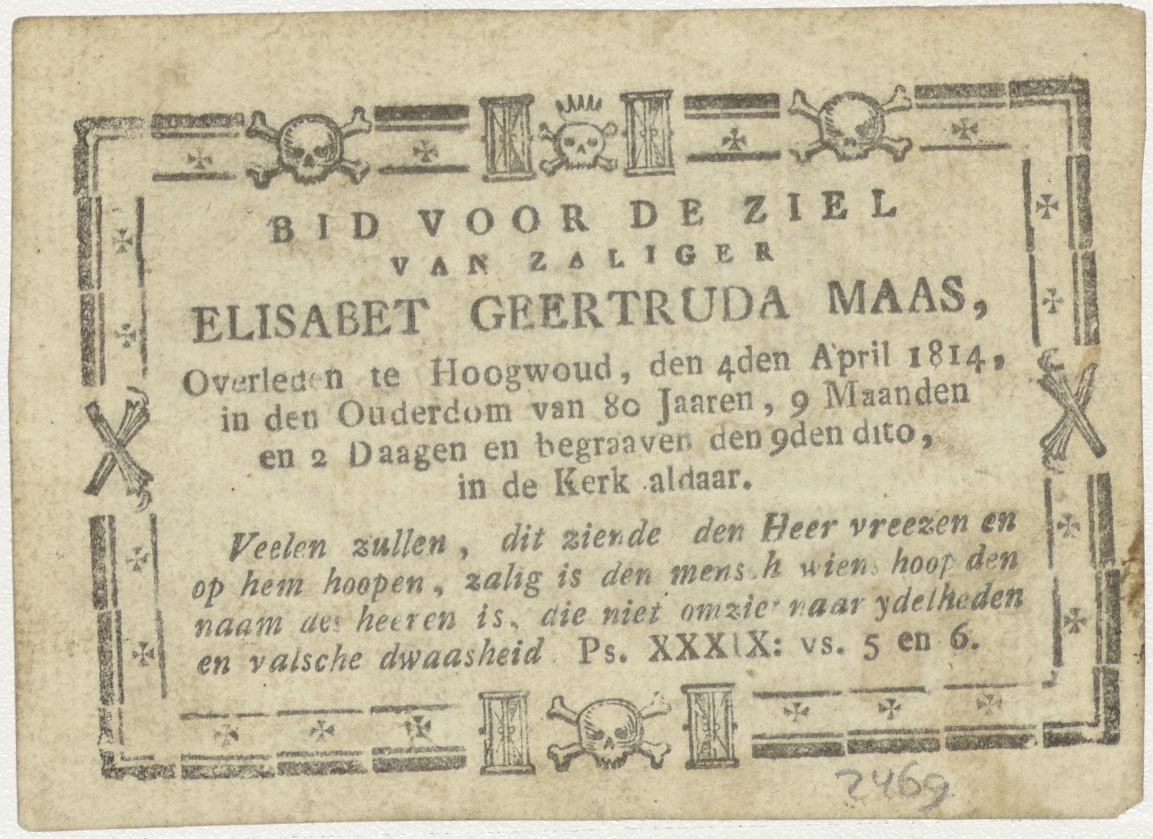 BID VOOR DE ZIEL
VAN ZALIGER
ELISABET GEERTRUDA MAAS,
Overleden te Hoogwoud, den 4den April 1814,
in den Ouderdom van 80 Jaaren, 9 Maanden
en 2 Daagen en begraaven den 9den dito,
in de Kerk aldaar.
Veelen zullen, dit ziende den Heer vreezen en
op hem hoopen, zalig is den mensch wiens hoop den
naam des heeren is, die niet omziet naar ydelheden
en valsche dwaasheid Ps. XXXIX: vs. 5 en 6.
2469